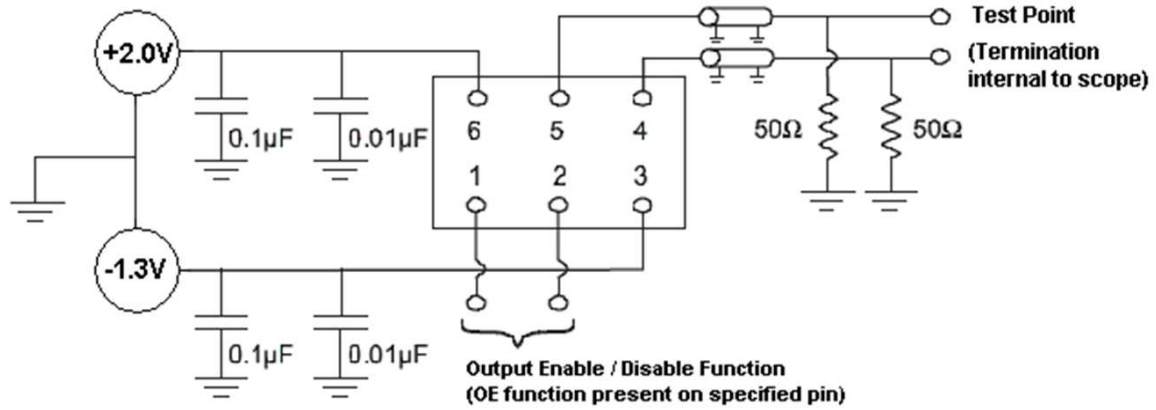 Test Point
(Termination
internal to scope)
+2.0V
0.1µF
0.01µF
6
5
4
1
2
3
50Ω
50Ω
-1.3V
0.1µF
0.01µF
Output Enable / Disable Function
(OE function present on specified pin)